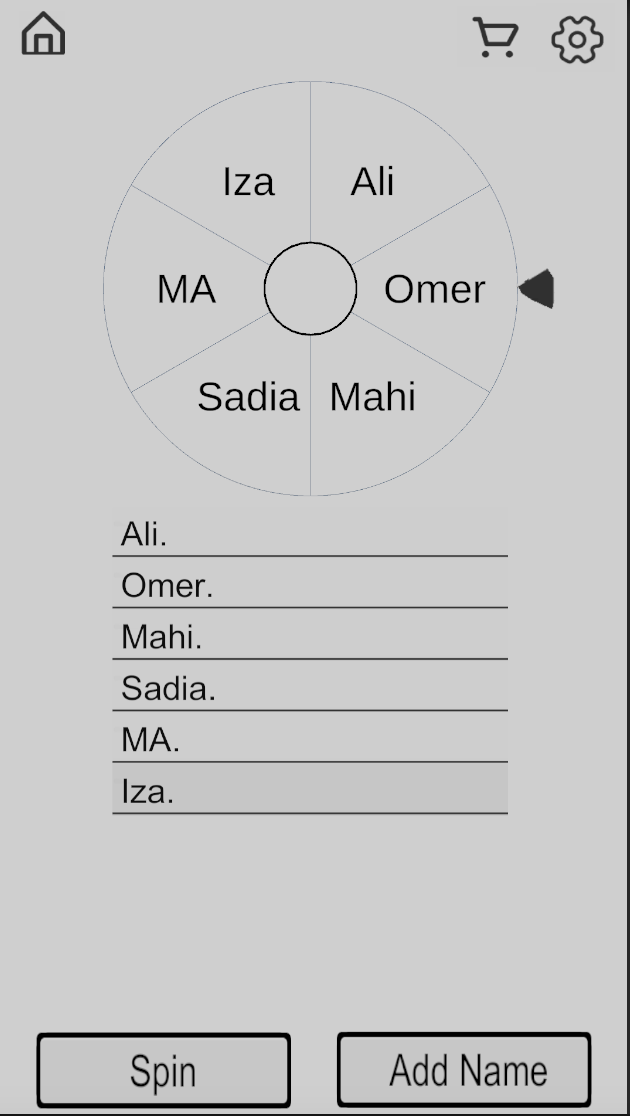 Iza Ali
MA Omer
Sadia Mahi
Ali.
Omer.
Mahi.
Sadia.
MA.
Iza.
Spin Add Name